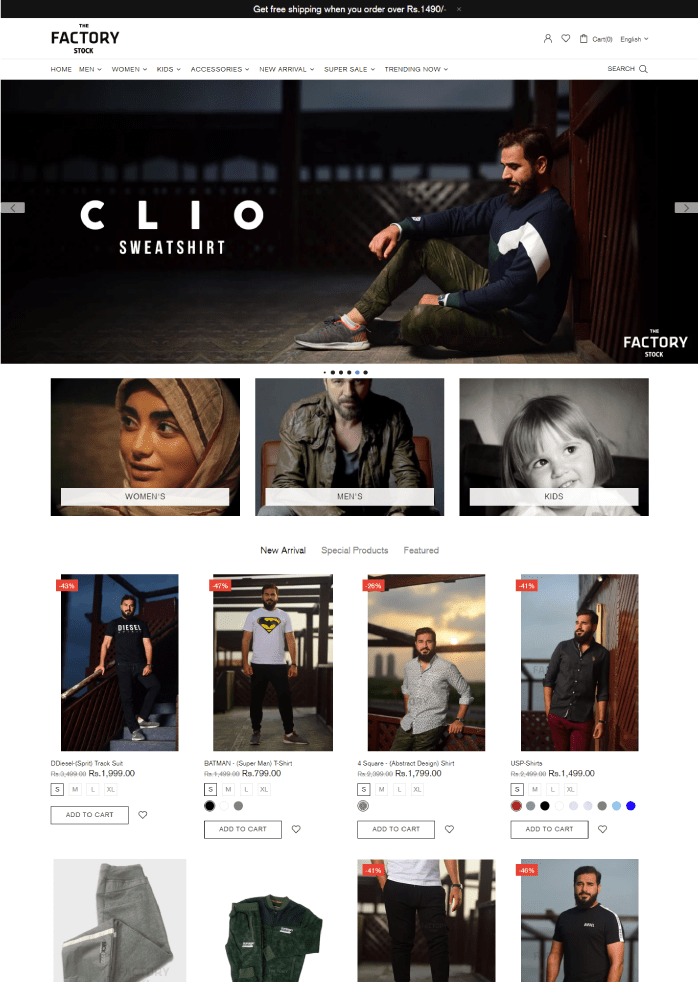 Get free shipping when you order over Rs.1490/- ×
THE
FACTORY
STOCK
Cart(0) English
HOME MEN WOMEN KIDS ACCESSORIES NEW ARRIVAL SUPER SALE TRENDING NOW SEARCH
CLIO
SWEATSHIRT
THE
FACTORY
STOCK
WOMEN'S MEN'S KIDS
New Arrival Special Products Featured
-43% -47% -26% -41%
DIESEL
DDiesel-(Sprit) Track Suit
Rs.3,499.00 Rs.1,999.00
S M L XL
ADD TO CART
BATMAN - (Super Man) T-Shirt
Rs.1,499.00 Rs.799.00
S M L XL
ADD TO CART
4 Square - (Abstract Design) Shirt
Rs.2,399.00 Rs.1,799.00
S M L XL
ADD TO CART
USP-Shirts
Rs.2,499.00 Rs.1,499.00
S M L XL
ADD TO CART
-41% -46%
FACTORY